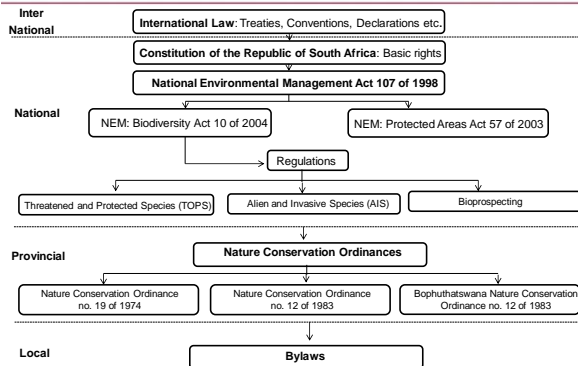 Inter
National
International Law: Treaties, Conventions, Declarations etc.
Constitution of the Republic of South Africa: Basic rights
National Environmental Management Act 107 of 1998
National
NEM: Biodiversity Act 10 of 2004
NEM: Protected Areas Act 57 of 2003
Regulations
Threatened and Protected Species (TOPS)
Alien and Invasive Species (AIS)
Bioprospecting
Provincial
Nature Conservation Ordinances
Nature Conservation Ordinance
no. 19 of 1974
Nature Conservation Ordinance
no. 12 of 1983
Bophuthatswana Nature Conservation
Ordinance no. 12 of 1983
Local
Bylaws